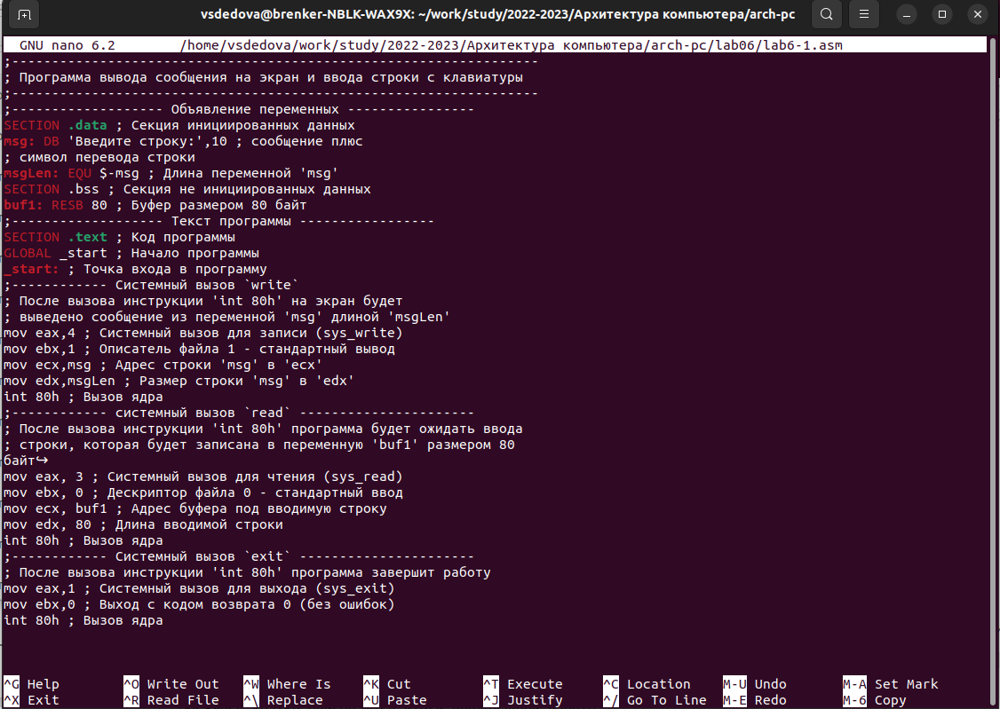 vsdedova@brenker-NBLK-WAX9X: ~/work/study/2022-2023/Архитектура компьютера/arch-pc
GNU nano 6.2 /home/vsdedova/work/study/2022-2023/Архитектура компьютера/arch-pc/lab06/lab6-1.asm
;------------------------------------------------------------------
; Программа вывода сообщения на экран и ввода строки с клавиатуры
;------------------------------------------------------------------
;------------------- Объявление переменных ----------------
SECTION .data ; Секция инициированных данных
msg: DB 'Введите строку:',10 ; сообщение плюс
; символ перевода строки
msgLen: EQU $-msg ; Длина переменной 'msg'
SECTION .bss ; Секция не инициированных данных
buf1: RESB 80 ; Буфер размером 80 байт
;------------------- Текст программы -----------------
SECTION .text ; Код программы
GLOBAL _start ; Начало программы
_start: ; Точка входа в программу
;------------ Системный вызов `write`
; После вызова инструкции 'int 80h' на экран будет
; выведено сообщение из переменной 'msg' длиной 'msgLen'
mov eax,4 ; Системный вызов для записи (sys_write)
mov ebx,1 ; Описатель файла 1 - стандартный вывод
mov ecx,msg ; Адрес строки 'msg' в 'ecx'
mov edx,msgLen ; Размер строки 'msg' в 'edx'
int 80h ; Вызов ядра
;------------ системный вызов `read` ----------------------
; После вызова инструкции 'int 80h' программа будет ожидать ввода
; строки, которая будет записана в переменную 'buf1' размером 80
байт↪
mov eax, 3 ; Системный вызов для чтения (sys_read)
mov ebx, 0 ; Дескриптор файла 0 - стандартный ввод
mov ecx, buf1 ; Адрес буфера под вводимую строку
mov edx, 80 ; Длина вводимой строки
int 80h ; Вызов ядра
;------------ Системный вызов `exit` ----------------------
; После вызова инструкции 'int 80h' программа завершит работу
mov eax,1 ; Системный вызов для выхода (sys_exit)
mov ebx,0 ; Выход с кодом возврата 0 (без ошибок)
int 80h ; Вызов ядра
^G Help ^O Write Out ^W Where Is ^K Cut ^T Execute ^C Location M-U Undo M-A Set Mark
^X Exit ^R Read File ^\ Replace ^U Paste ^J Justify ^/ Go To Line M-E Redo M-6 Copy